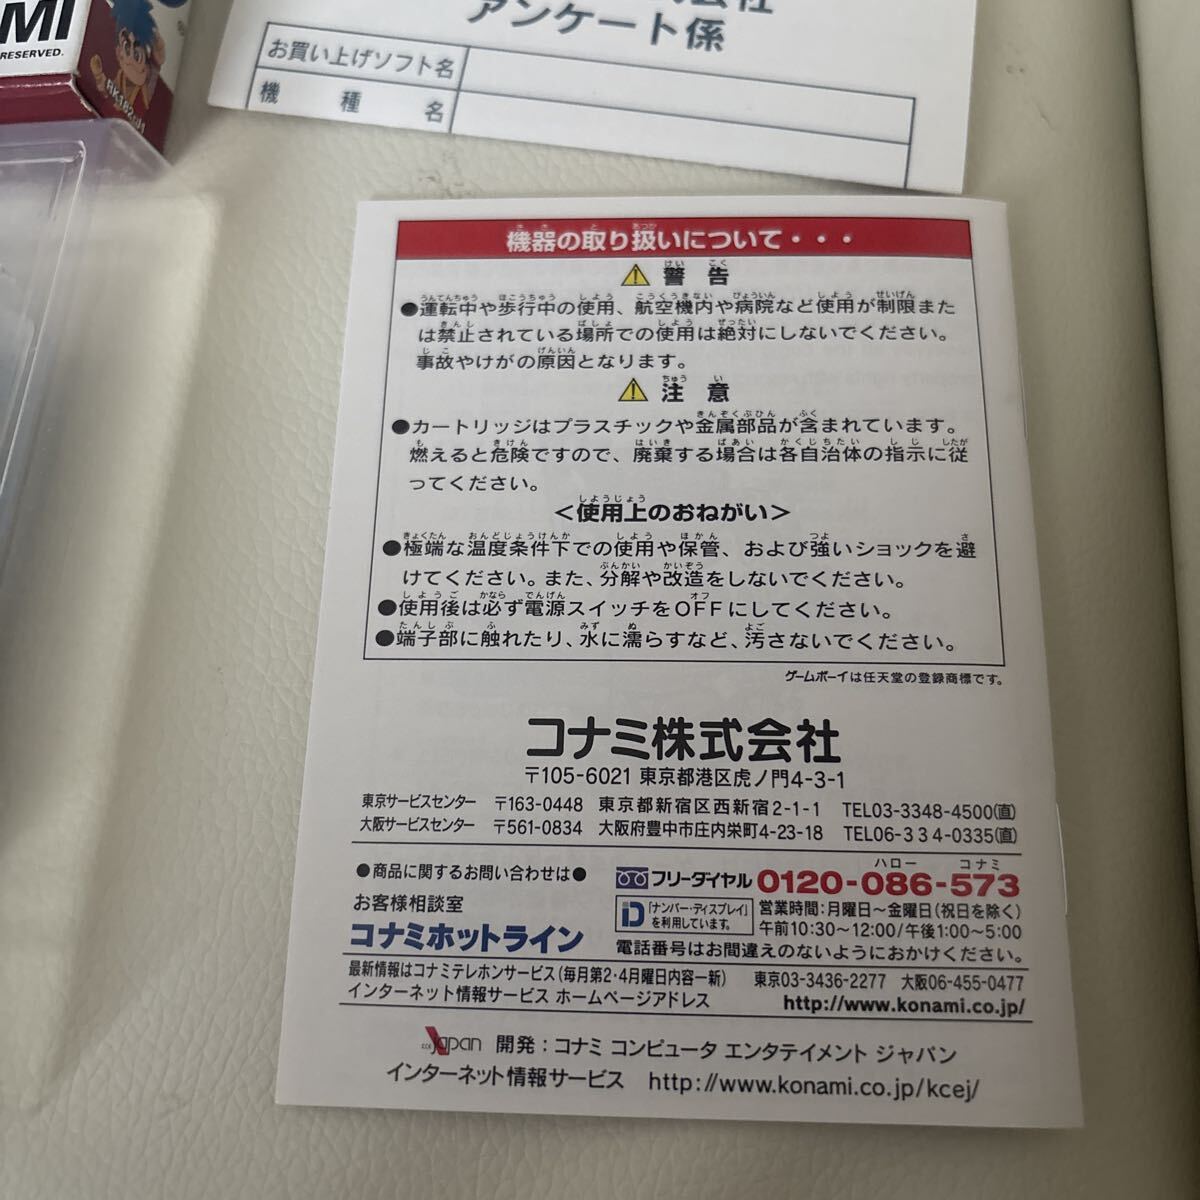 MI
RESERVED.
RK162-J1
アンケート係
お買い上げソフト名
機種名
機器の取り扱いについて・・・
警告
●運転中や歩行中の使用、航空機内や病院など使用が制限また
は禁止されている場所での使用は絶対にしないでください。
事故やけがの原因となります。
注意
●カートリッジはプラスチックや金属部品が含まれています。
燃えると危険ですので、廃棄する場合は各自治体の指示に従
ってください。
＜使用上のおねがい＞
●極端な温度条件下での使用や保管、および強いショックを避
けてください。また、分解や改造をしないでください。
●使用後は必ず電源スイッチをOFFにしてください。
●端子部に触れたり、水に濡らすなど、汚さないでください。
ゲームボーイは任天堂の登録商標です。
コナミ株式会社
〒105-6021 東京都港区虎ノ門4-3-1
東京サービスセンター 〒163-0448 東京都新宿区西新宿2-1-1 TEL03-3348-4500(直)
大阪サービスセンター 〒561-0834 大阪府豊中市庄内栄町4-23-18 TEL06-334-0335(直)
●商品に関するお問い合わせは●
お客様相談室
コナミホットライン
ハロー コナミ
フリーダイヤル 0120-086-573
「ナンバー・ディスプレイ」を利用しています。
営業時間：月曜日～金曜日(祝日を除く)
午前10:30～12:00/午後1:00～5:00
電話番号はお間違えのないようにおかけください。
最新情報はコナミテレホンサービス(毎月第2・4月曜日内容一新) 東京03-3436-2277 大阪06-455-0477
インターネット情報サービス ホームページアドレス http://www.konami.co.jp/
KCE Japan 開発：コナミ コンピュータ エンタテイメント ジャパン
インターネット情報サービス http://www.konami.co.jp/kcej/